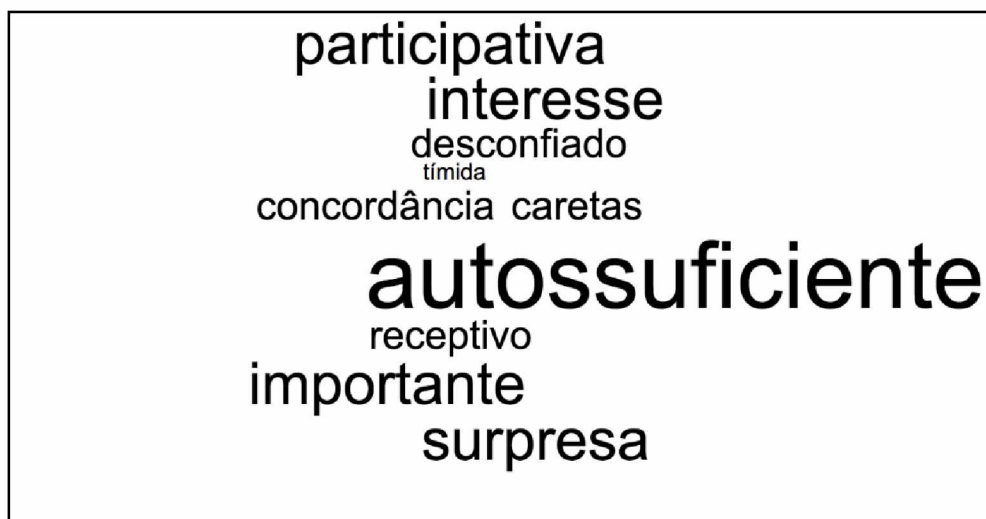 participativa
interesse
desconfiado
tímida
concordância caretas
autossuficiente
receptivo
importante
surpresa